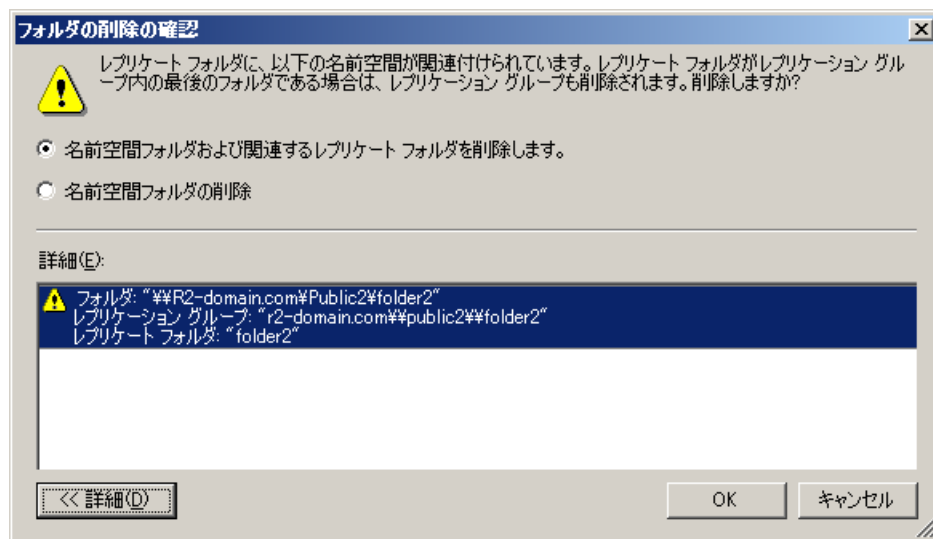 フォルダの削除の確認
レプリケート フォルダに、以下の名前空間が関連付けられています。レプリケート フォルダがレプリケーション グル
ープ内の最後のフォルダである場合は、レプリケーション グループも削除されます。削除しますか?
名前空間フォルダおよび関連するレプリケート フォルダを削除します。
名前空間フォルダの削除
詳細(E):
フォルダ: "¥¥R2-domain.com¥Public2¥folder2"
レプリケーション グループ: "r2-domain.com¥¥public2¥¥folder2"
レプリケート フォルダ: "folder2"
<< 詳細(D)
OK
キャンセル